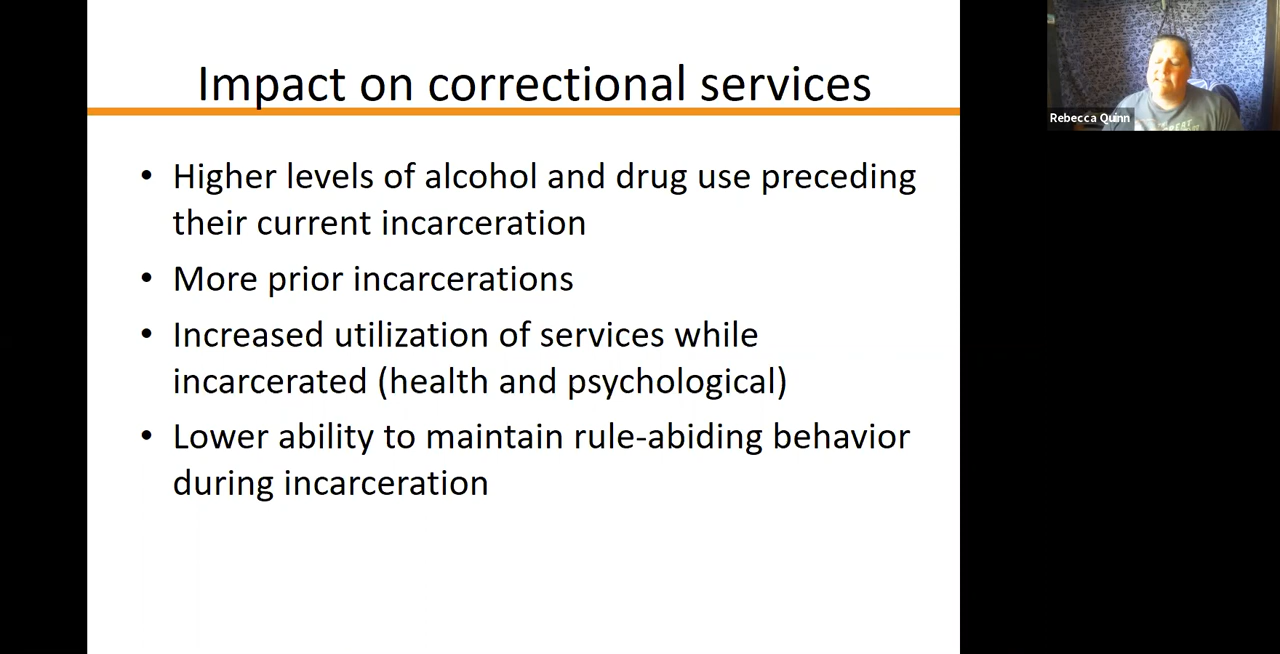 Impact on correctional services
• Higher levels of alcohol and drug use preceding
their current incarceration
• More prior incarcerations
• Increased utilization of services while
incarcerated (health and psychological)
• Lower ability to maintain rule-abiding behavior
during incarceration
Rebecca Quinn